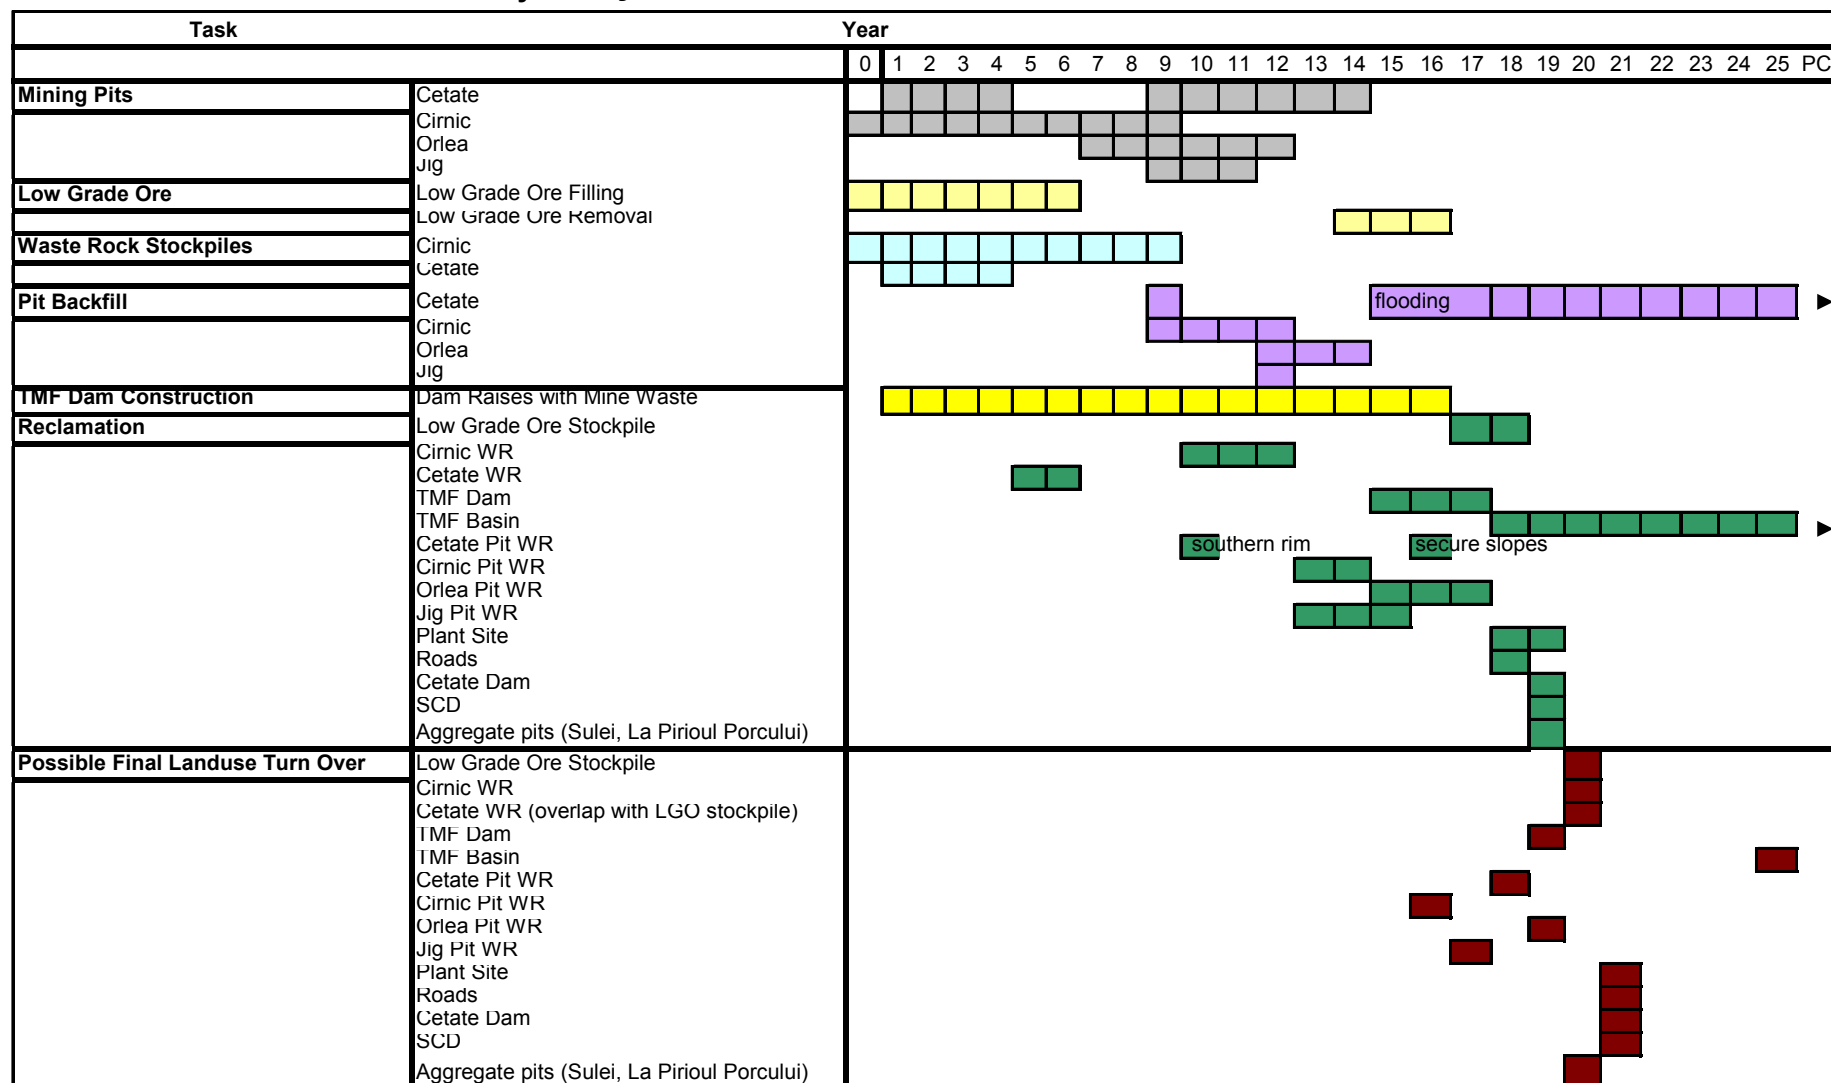 Task Year
0 1 2 3 4 5 6 7 8 9 10 11 12 13 14 15 16 17 18 19 20 21 22 23 24 25 PC
Mining Pits Cetate
Cirnic
Orlea
Jig
Low Grade Ore Low Grade Ore Filling
Low Grade Ore Removal
Waste Rock Stockpiles Cirnic
Cetate
Pit Backfill Cetate flooding
Cirnic
Orlea
Jig
TMF Dam Construction Dam Raises with Mine Waste
Reclamation Low Grade Ore Stockpile
Cirnic WR
Cetate WR
TMF Dam
TMF Basin
Cetate Pit WR southern rim secure slopes
Cirnic Pit WR
Orlea Pit WR
Jig Pit WR
Plant Site
Roads
Cetate Dam
SCD
Aggregate pits (Sulei, La Pirioul Porcului)
Possible Final Landuse Turn Over Low Grade Ore Stockpile
Cirnic WR
Cetate WR (overlap with LGO stockpile)
TMF Dam
TMF Basin
Cetate Pit WR
Cirnic Pit WR
Orlea Pit WR
Jig Pit WR
Plant Site
Roads
Cetate Dam
SCD
Aggregate pits (Sulei, La Pirioul Porcului)